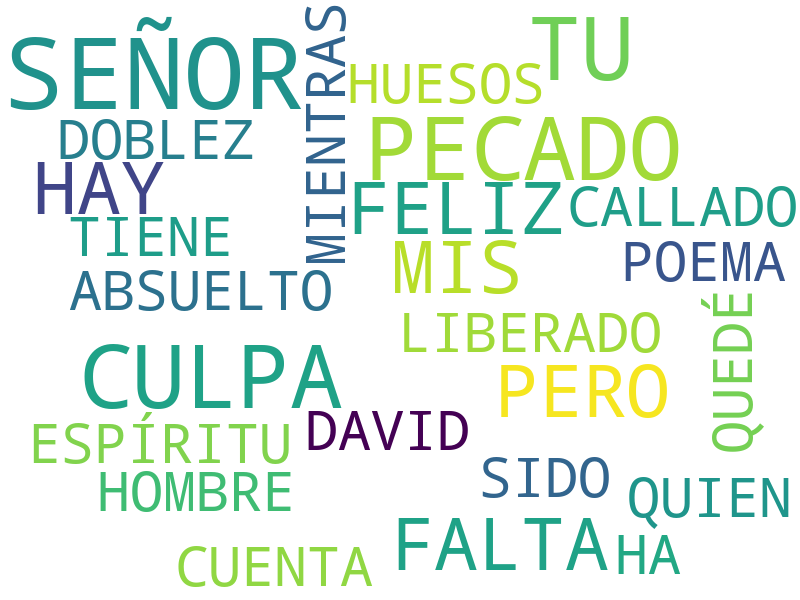 SEÑOR
MIENTRAS
TU
HUESOS
DOBLEZ
PECADO
HAY
FELIZ
CALLADO
TIENE
MIS
POEMA
ABSUELTO
QUEDÉ
LIBERADO
CULPA
PERO
DAVID
ESPÍRITU
SIDO
HOMBRE
QUIEN
FALTA
HA
CUENTA